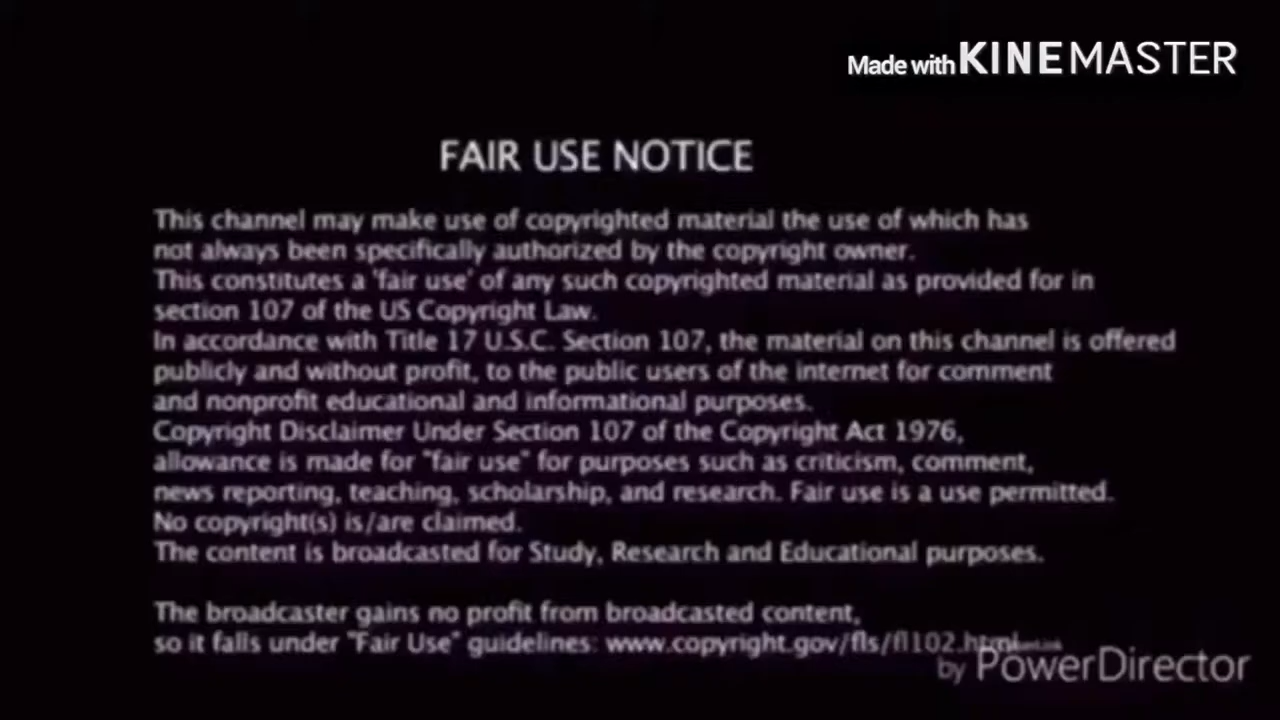 Made with KINEMASTER
FAIR USE NOTICE
This channel may make use of copyrighted material the use of which has
not always been specifically authorized by the copyright owner.
This constitutes a 'fair use' of any such copyrighted material as provided for in
section 107 of the US Copyright Law.
In accordance with Title 17 U.S.C. Section 107, the material on this channel is offered
publicly and without profit, to the public users of the internet for comment
and nonprofit educational and informational purposes.
Copyright Disclaimer Under Section 107 of the Copyright Act 1976,
allowance is made for "fair use" for purposes such as criticism, comment,
news reporting, teaching, scholarship, and research. Fair use is a use permitted.
No copyright(s) is/are claimed.
The content is broadcasted for Study, Research and Educational purposes.
The broadcaster gains no profit from broadcasted content,
so it falls under "Fair Use" guidelines: www.copyright.gov/fls/fl102.html
by PowerDirector